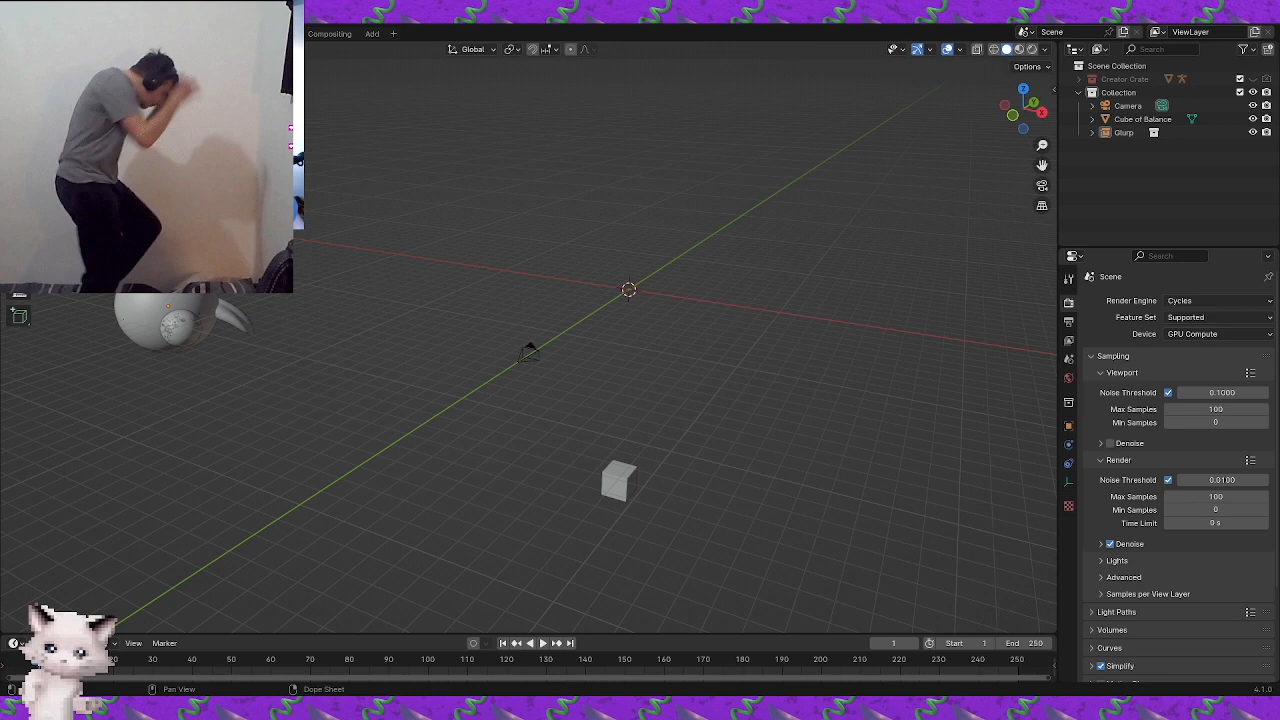 Compositing Add +
Scene
ViewLayer
Global
Search
Options
Scene Collection
Creator Crate
Z
Y
X
Collection
Camera
Cube of Balance
Glurp
Search
Scene
Render Engine Cycles
Feature Set Supported
Device GPU Compute
Sampling
Viewport
Noise Threshold 0.1000
Max Samples 100
Min Samples 0
Denoise
Render
Noise Threshold 0.0100
Max Samples 100
Min Samples 0
Time Limit 0 s
Denoise
Lights
Advanced
Samples per View Layer
Light Paths
Volumes
Curves
Simplify
View Marker
1 Start 1 End 250
20 30 40 50 60 70 80 90 100 110 120 130 140 150 160 170 180 190 200 210 220 230 240 250
Pan View
Dope Sheet
4.1.0